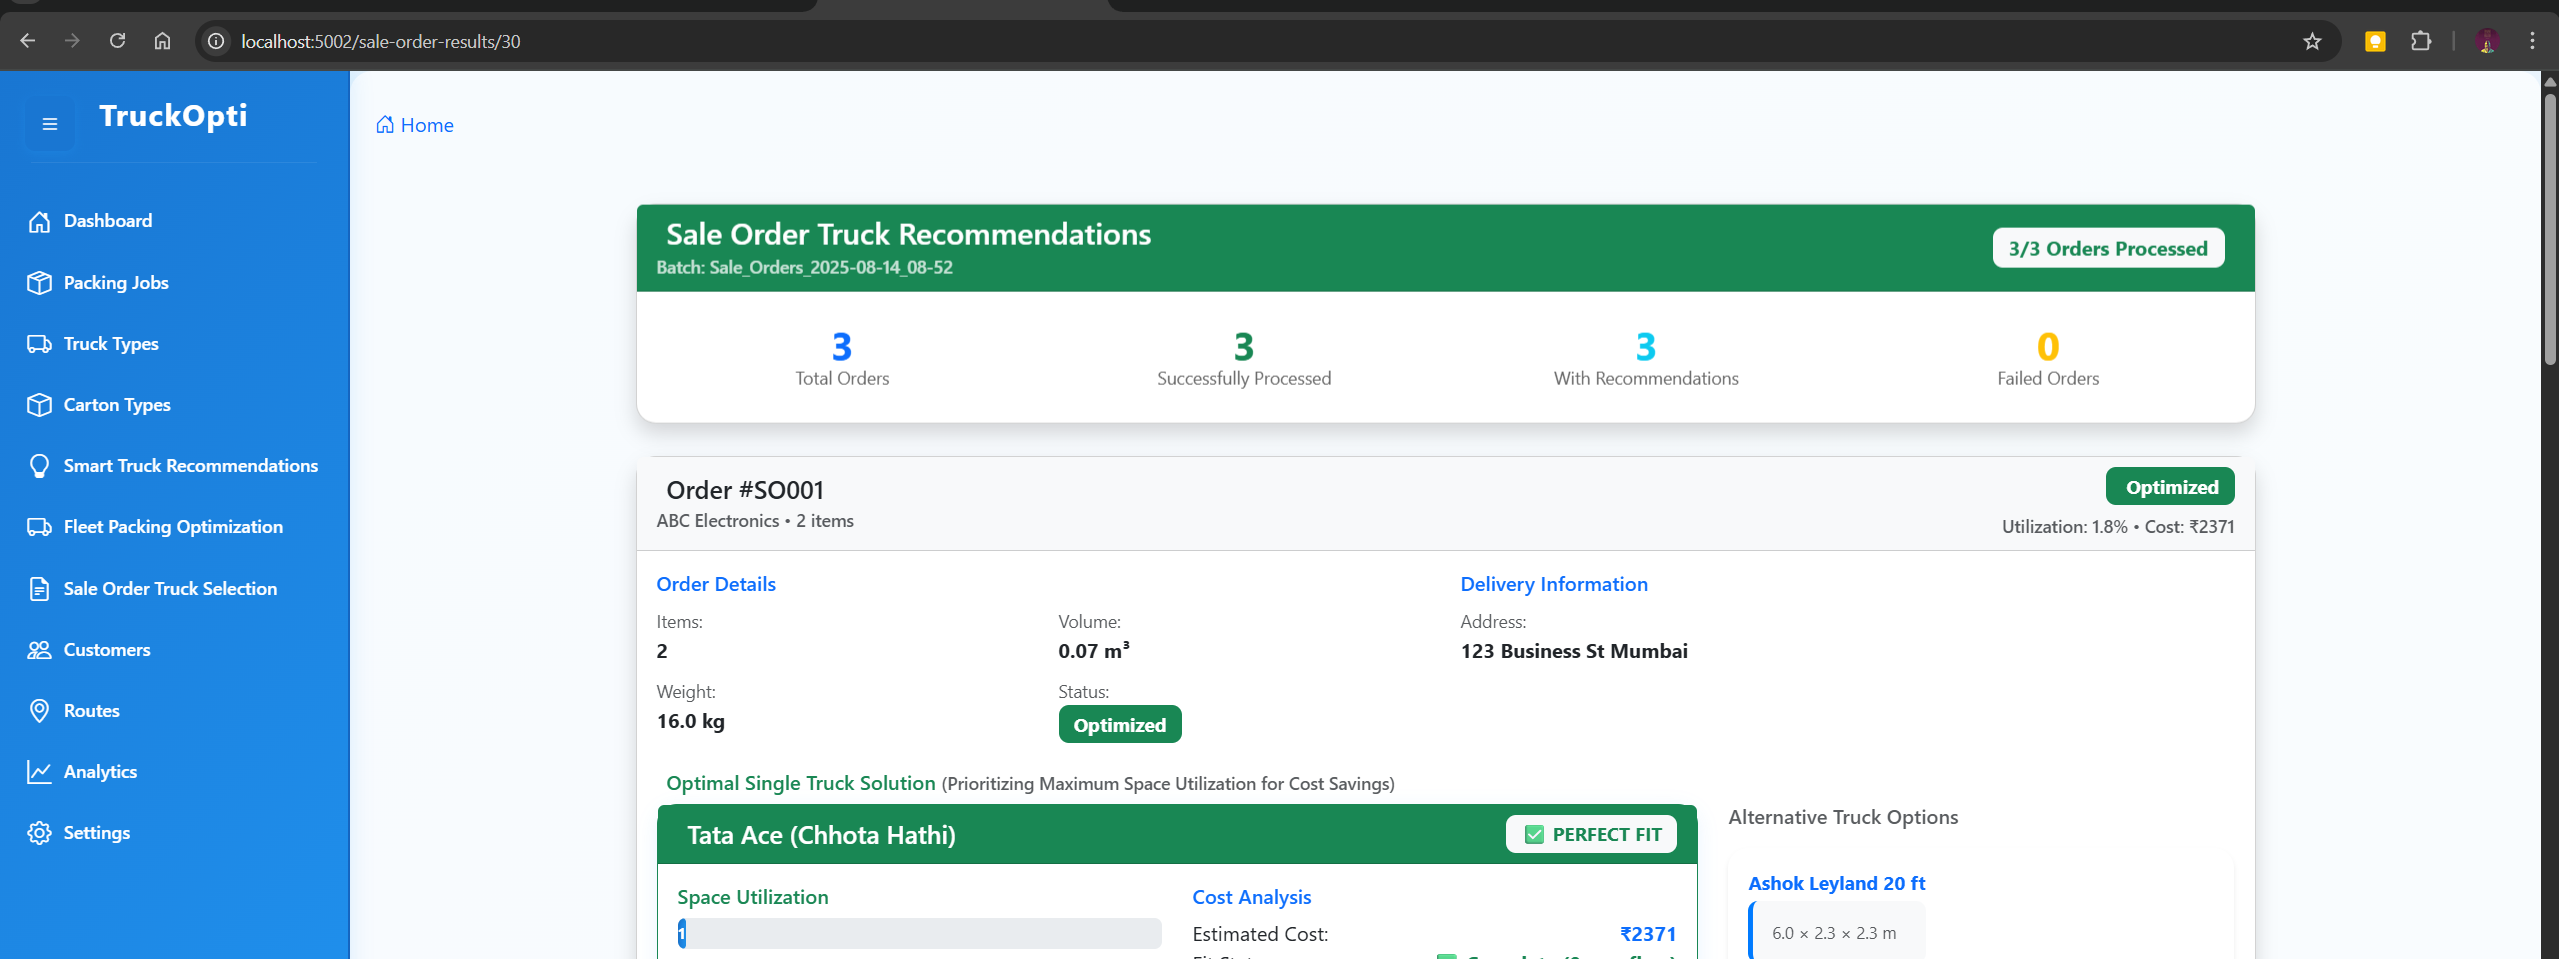 localhost:5002/sale-order-results/30
TruckOpti
Home
Dashboard
Packing Jobs
Truck Types
Carton Types
Smart Truck Recommendations
Fleet Packing Optimization
Sale Order Truck Selection
Customers
Routes
Analytics
Settings
Sale Order Truck Recommendations
Batch: Sale_Orders_2025-08-14_08-52
3/3 Orders Processed
3
Total Orders
3
Successfully Processed
3
With Recommendations
0
Failed Orders
Order #SO001
ABC Electronics • 2 items
Optimized
Utilization: 1.8% • Cost: ₹2371
Order Details
Items:
2
Volume:
0.07 m³
Weight:
16.0 kg
Status:
Optimized
Delivery Information
Address:
123 Business St Mumbai
Optimal Single Truck Solution (Prioritizing Maximum Space Utilization for Cost Savings)
Tata Ace (Chhota Hathi)
✅ PERFECT FIT
Space Utilization
1
Cost Analysis
Estimated Cost:
₹2371
Alternative Truck Options
Ashok Leyland 20 ft
6.0 × 2.3 × 2.3 m